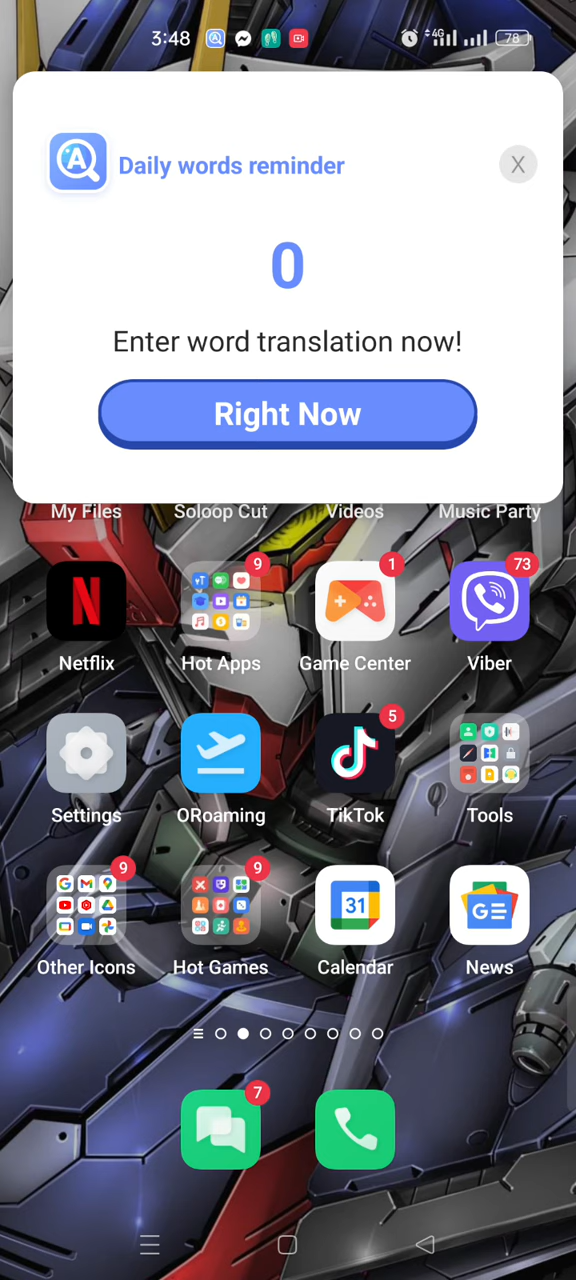 3:48
4G
78
A
Daily words reminder
X
0
Enter word translation now!
Right Now
My Files
Soloop Cut
Videos
Music Party
9
1
73
N
Netflix
Hot Apps
Game Center
Viber
5
Settings
ORoaming
TikTok
Tools
9
9
31
GE
Other Icons
Hot Games
Calendar
News
7